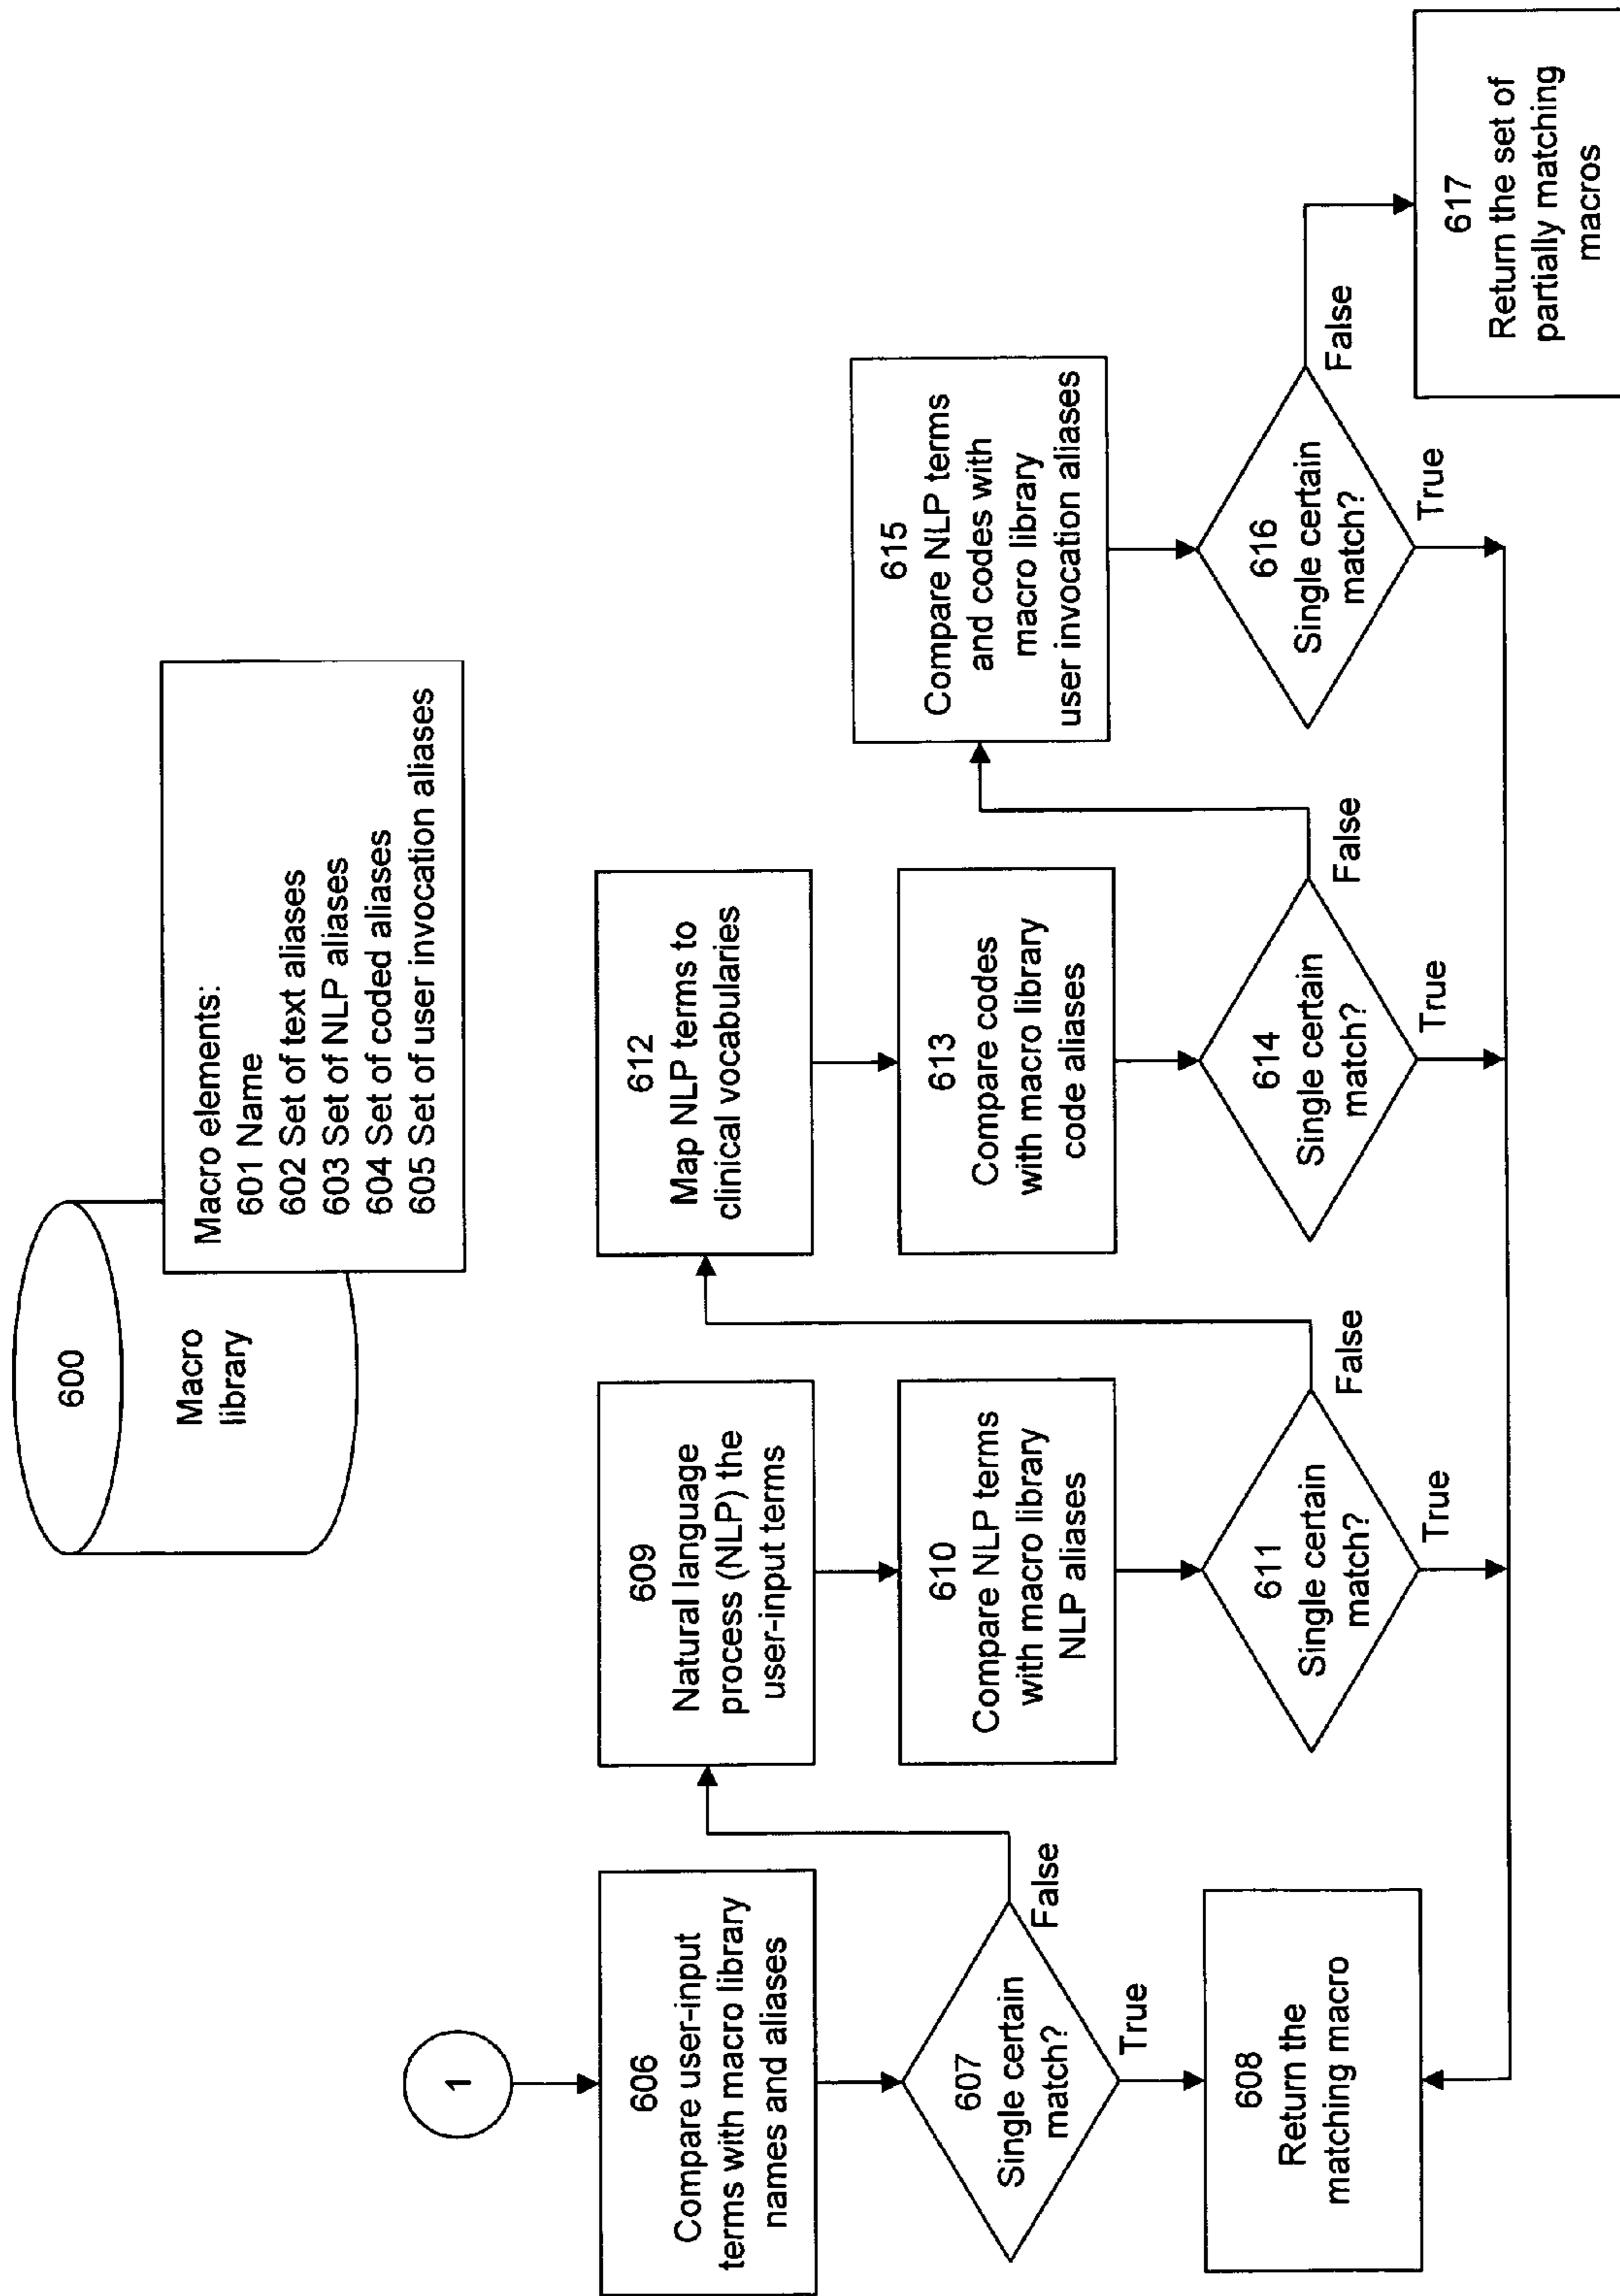 600
Macro
library
Macro elements:
601 Name
602 Set of text aliases
603 Set of NLP aliases
604 Set of coded aliases
605 Set of user invocation aliases
1
606
Compare user-input
terms with macro library
names and aliases
607
Single certain
match?
False
True
608
Return the
matching macro
609
Natural language
process (NLP) the
user-input terms
610
Compare NLP terms
with macro library
NLP aliases
611
Single certain
match?
False
True
612
Map NLP terms to
clinical vocabularies
613
Compare codes
with macro library
code aliases
614
Single certain
match?
False
True
615
Compare NLP terms
and codes with
macro library
user invocation aliases
616
Single certain
match?
False
True
617
Return the set of
partially matching
macros